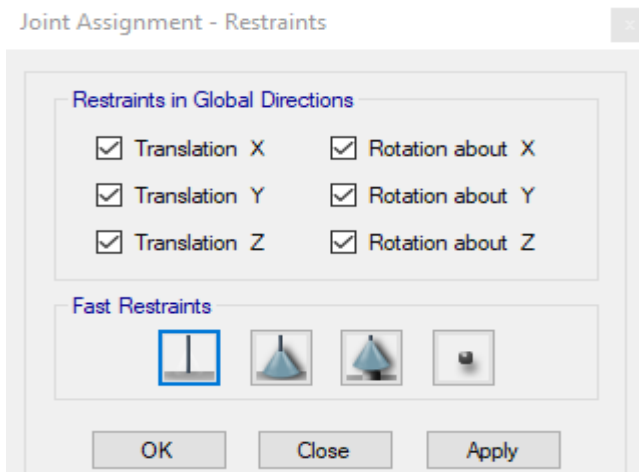 Joint Assignment - Restraints
x
Restraints in Global Directions
Translation X
Rotation about X
Translation Y
Rotation about Y
Translation Z
Rotation about Z
Fast Restraints
OK
Close
Apply